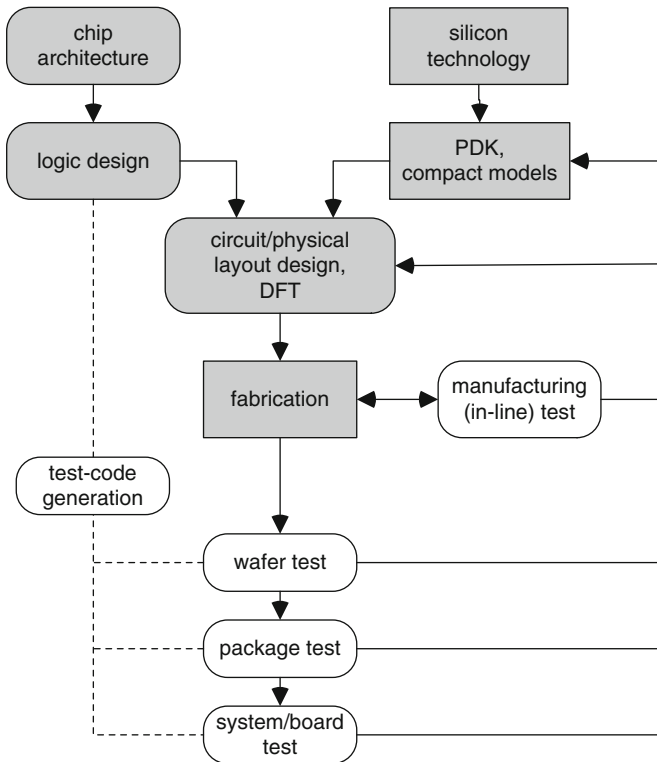 chip
architecture
silicon
technology
logic design
PDK,
compact models
circuit/physical
layout design,
DFT
fabrication
manufacturing
(in-line) test
test-code
generation
wafer test
package test
system/board
test